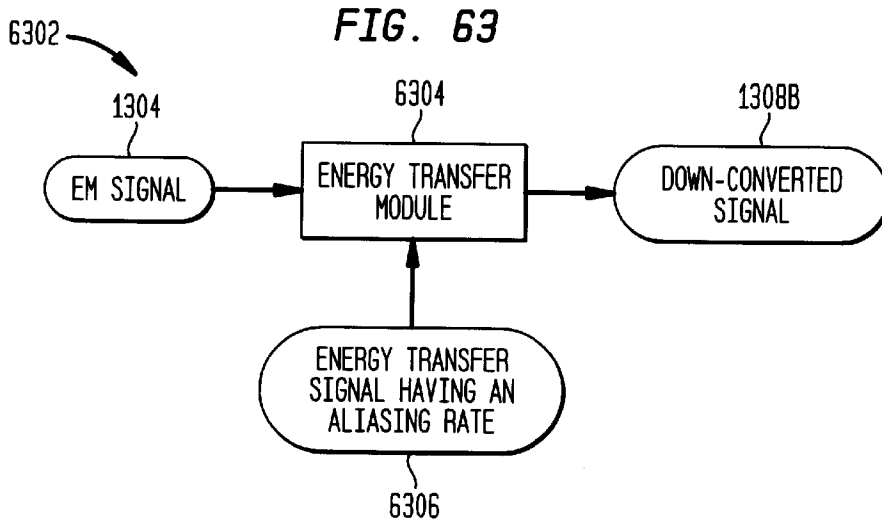 FIG. 63
6302
1304
6304
1308B
EM SIGNAL
ENERGY TRANSFER
MODULE
DOWN-CONVERTED
SIGNAL
ENERGY TRANSFER
SIGNAL HAVING AN
ALIASING RATE
6306